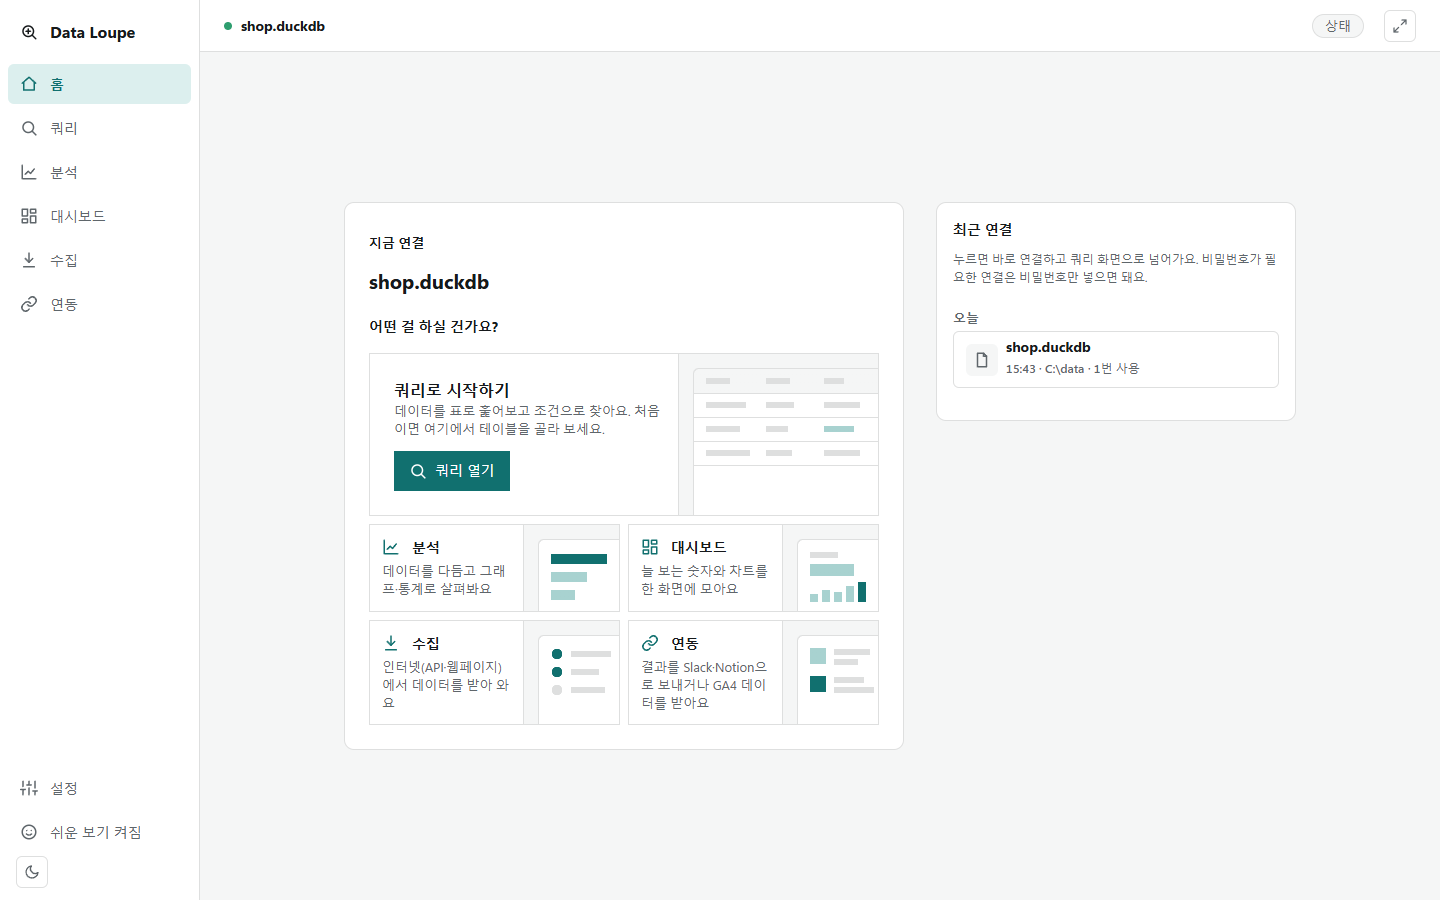 Data Loupe
홈
쿼리
분석
대시보드
수집
연동
설정
쉬운 보기 켜짐
shop.duckdb
상태
지금 연결
shop.duckdb
어떤 걸 하실 건가요?
쿼리로 시작하기
데이터를 표로 훑어보고 조건으로 찾아요. 처음
이면 여기에서 테이블을 골라 보세요.
쿼리 열기
분석
데이터를 다듬고 그래
프·통계로 살펴봐요
대시보드
늘 보는 숫자와 차트를
한 화면에 모아요
수집
인터넷(API·웹페이지)
에서 데이터를 받아 와
요
연동
결과를 Slack·Notion으
로 보내거나 GA4 데이
터를 받아요
최근 연결
누르면 바로 연결하고 쿼리 화면으로 넘어가요. 비밀번호가 필
요한 연결은 비밀번호만 넣으면 돼요.
오늘
shop.duckdb
15:43 · C:\data · 1번 사용